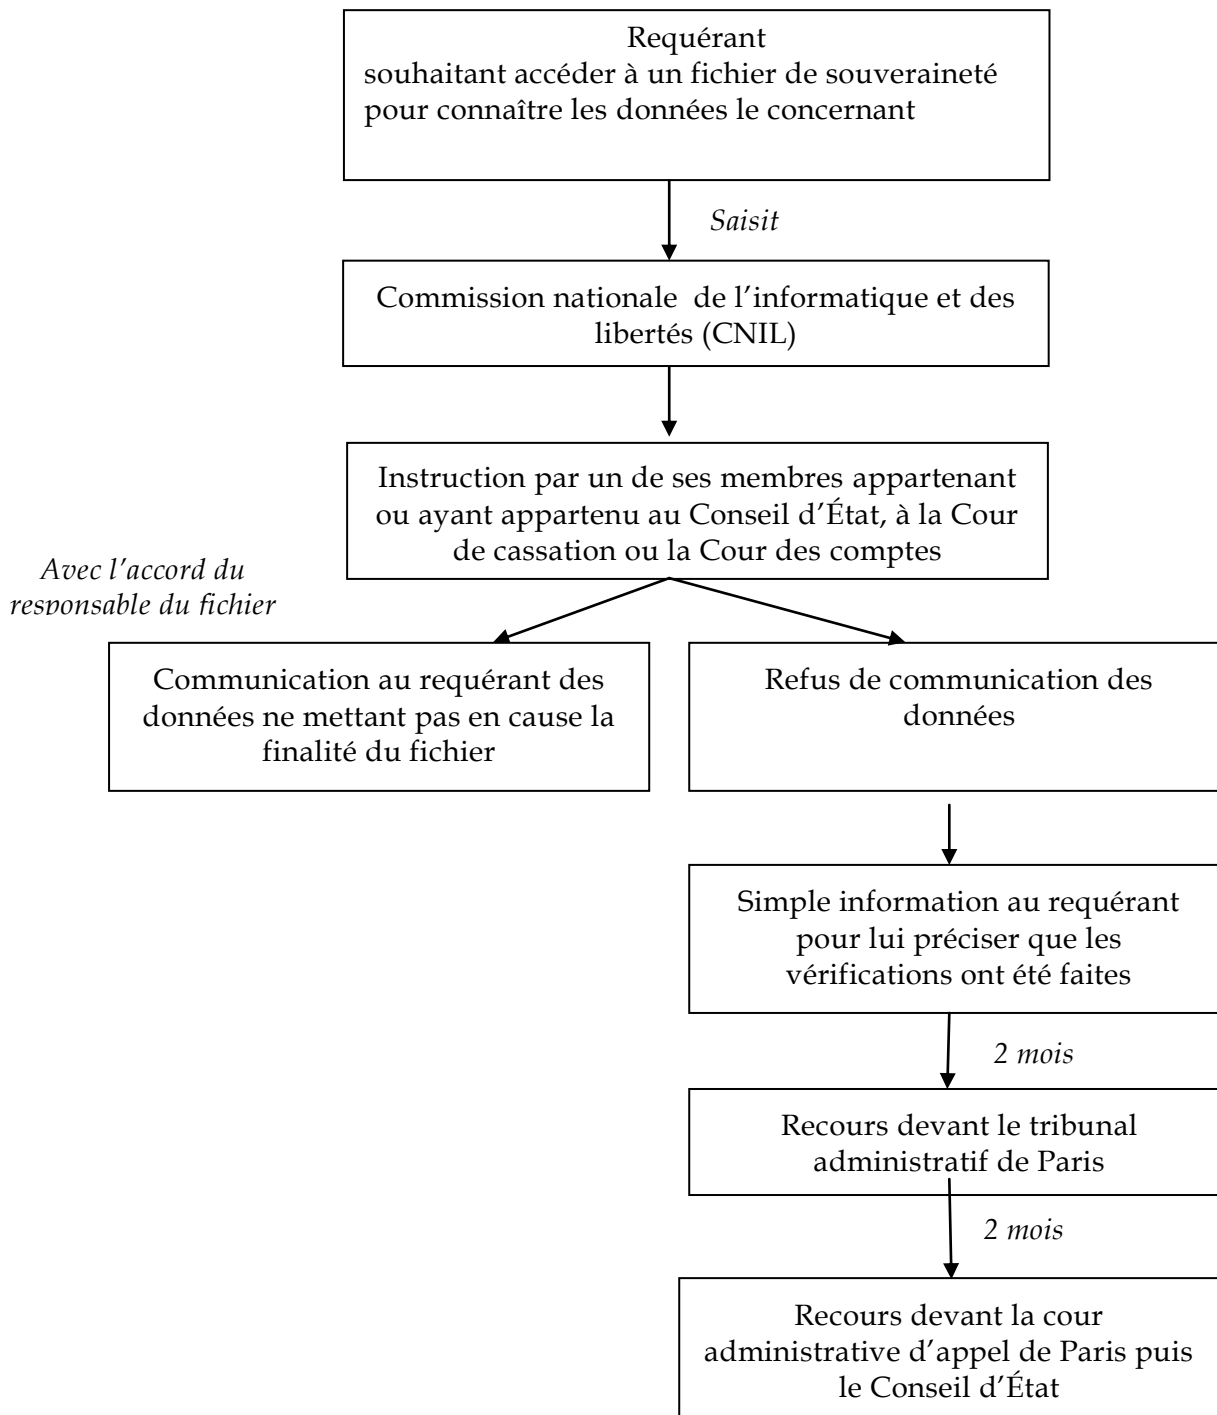 Requérant
souhaitant accéder à un fichier de souveraineté
pour connaître les données le concernant
Saisit
Commission nationale de l’informatique et des
libertés (CNIL)
Instruction par un de ses membres appartenant
ou ayant appartenu au Conseil d’État, à la Cour
de cassation ou la Cour des comptes
Avec l’accord du
responsable du fichier
Communication au requérant des
données ne mettant pas en cause la
finalité du fichier
Refus de communication des
données
Simple information au requérant
pour lui préciser que les
vérifications ont été faites
2 mois
Recours devant le tribunal
administratif de Paris
2 mois
Recours devant la cour
administrative d’appel de Paris puis
le Conseil d’État